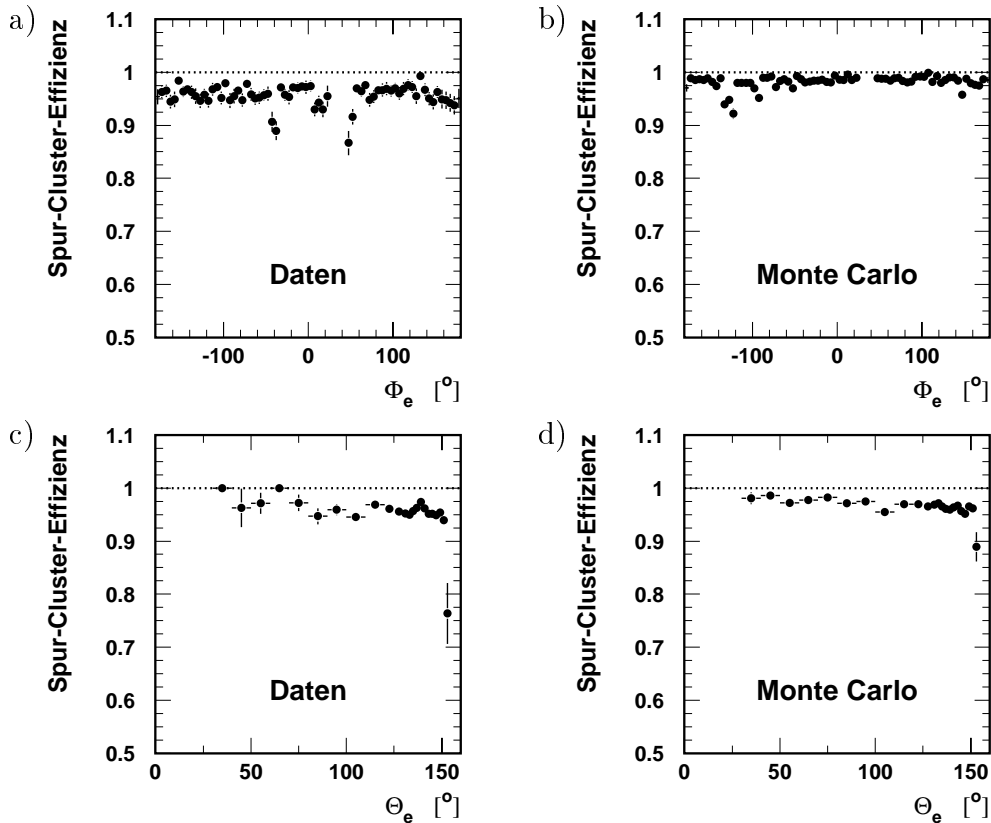 a)
Spur-Cluster-Effizienz
1.1
1
0.9
0.8
0.7
0.6
0.5
Daten
-100 0 100
Φe [o]
b)
Spur-Cluster-Effizienz
1.1
1
0.9
0.8
0.7
0.6
0.5
Monte Carlo
-100 0 100
Φe [o]
c)
Spur-Cluster-Effizienz
1.1
1
0.9
0.8
0.7
0.6
0.5
Daten
0 50 100 150
Θe [o]
d)
Spur-Cluster-Effizienz
1.1
1
0.9
0.8
0.7
0.6
0.5
Monte Carlo
0 50 100 150
Θe [o]